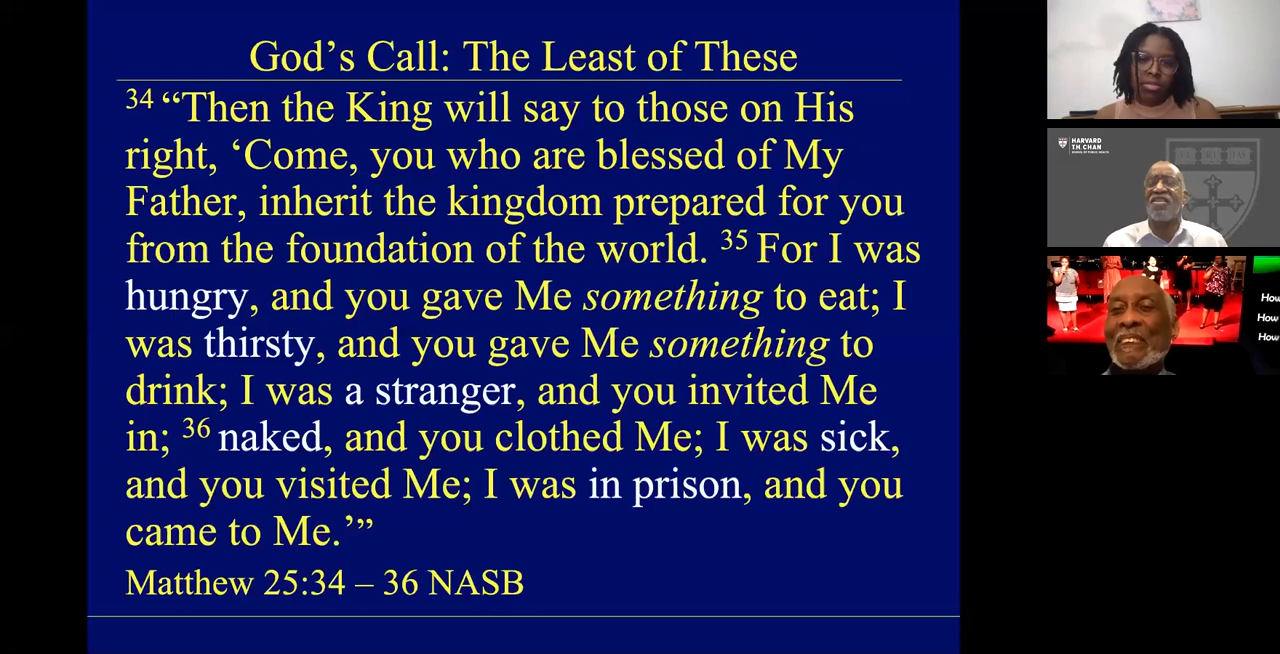 God’s Call: The Least of These
34 “Then the King will say to those on His
right, ‘Come, you who are blessed of My
Father, inherit the kingdom prepared for you
from the foundation of the world. 35 For I was
hungry, and you gave Me something to eat; I
was thirsty, and you gave Me something to
drink; I was a stranger, and you invited Me
in; 36 naked, and you clothed Me; I was sick,
and you visited Me; I was in prison, and you
came to Me.’”
Matthew 25:34 – 36 NASB
HARVARD
T.H. CHAN
How
How
How